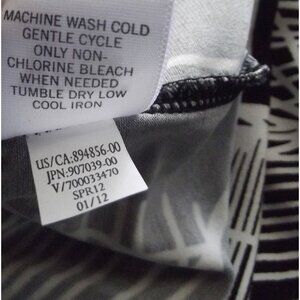 MACHINE WASH COLD
GENTLE CYCLE
ONLY NON-
CHLORINE BLEACH
WHEN NEEDED
TUMBLE DRY LOW
COOL IRON
US/CA:894856-00
JPN:907039-00
V/700033470
SPR12
01/12